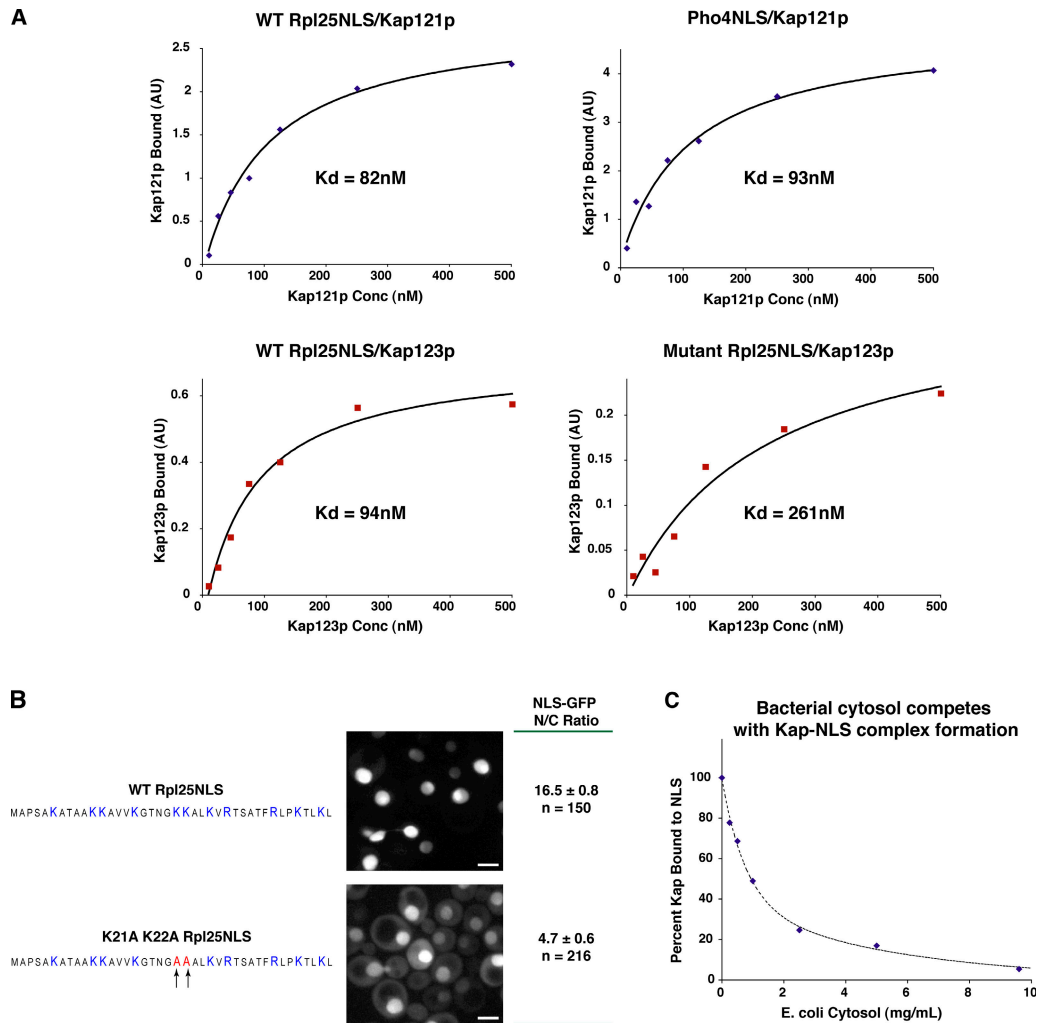 A
WT Rpl25NLS/Kap121p
Kap121p Bound (AU)
2.5
2
1.5
1
0.5
0
Kd = 82nM
0 100 200 300 400 500
Kap121p Conc (nM)
Pho4NLS/Kap121p
Kap121p Bound (AU)
4
3
2
1
0
Kd = 93nM
0 100 200 300 400 500
Kap121p Conc (nM)
WT Rpl25NLS/Kap123p
Kap123p Bound (AU)
0.6
0.4
0.2
0
Kd = 94nM
0 100 200 300 400 500
Kap123p Conc (nM)
Mutant Rpl25NLS/Kap123p
Kap123p Bound (AU)
0.2
0.15
0.1
0.05
0
Kd = 261nM
0 100 200 300 400 500
Kap123p Conc (nM)
B
NLS-GFP
N/C Ratio
WT Rpl25NLS
MAPSAKATAAKKAVVKGTNGKKALKVRTSATFRLPKTLKL
16.5 ± 0.8
n = 150
K21A K22A Rpl25NLS
MAPSAKATAAKKAVVKGTNGAAALKVRTSATFRLPKTLKL
4.7 ± 0.6
n = 216
C
Bacterial cytosol competes
with Kap-NLS complex formation
Percent Kap Bound to NLS
100
80
60
40
20
0
0 2 4 6 8 10
E. coli Cytosol (mg/mL)